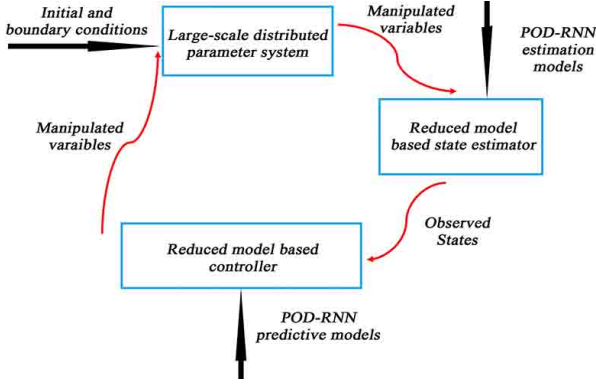 Initial and
boundary conditions
Large-scale distributed
parameter system
Manipulated
variables
POD-RNN
estimation
models
Manipulated
varaibles
Reduced model
based state estimator
Observed
States
Reduced model based
controller
POD-RNN
predictive models